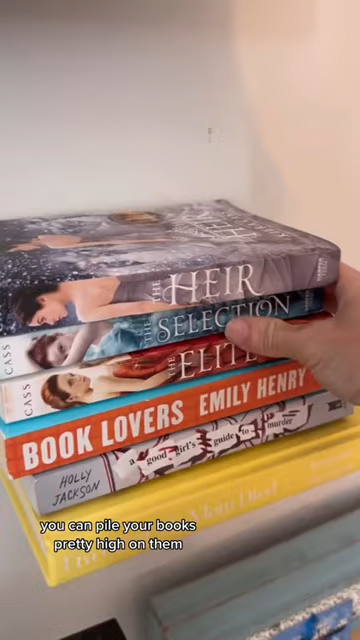 THE HEIR
CASS
THE SELECTION
CASS
THE ELITE
BOOK LOVERS EMILY HENRY
HOLLY
JACKSON
a good girl's guide to murder
you can pile your books
pretty high on them